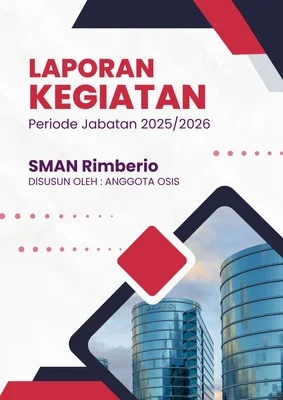 LAPORAN
KEGIATAN
Periode Jabatan 2025/2026
SMAN Rimberio
DISUSUN OLEH : ANGGOTA OSIS